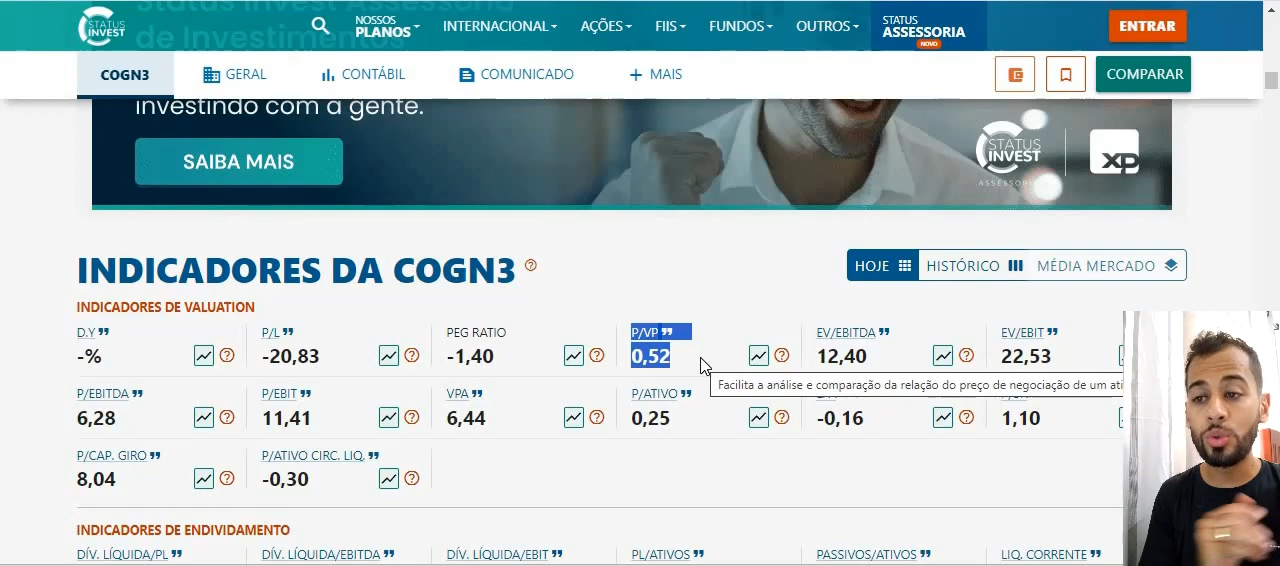 Status Invest Assessoria
de Investimentos
STATUS
INVEST
NOSSOS
PLANOS
INTERNACIONAL
AÇÕES
FIIS
FUNDOS
OUTROS
STATUS
ASSESSORIA
NOVO
ENTRAR
COGN3
GERAL
CONTÁBIL
COMUNICADO
+ MAIS
COMPARAR
investindo com a gente.
SAIBA MAIS
STATUS
INVEST
ASSESSORIA
XP
INDICADORES DA COGN3
HOJE
HISTÓRICO
MÉDIA MERCADO
INDICADORES DE VALUATION
D.Y P/L PEG RATIO P/VP EV/EBITDA EV/EBIT
-% -20,83 -1,40 0,52 12,40 22,53
Facilita a análise e comparação da relação do preço de negociação de um ati
P/EBITDA P/EBIT VPA P/ATIVO
6,28 11,41 6,44 0,25 -0,16 1,10
P/CAP. GIRO P/ATIVO CIRC. LIQ.
8,04 -0,30
INDICADORES DE ENDIVIDAMENTO
DÍV. LÍQUIDA/PL DÍV. LÍQUIDA/EBITDA DÍV. LÍQUIDA/EBIT PL/ATIVOS PASSIVOS/ATIVOS LIQ. CORRENTE